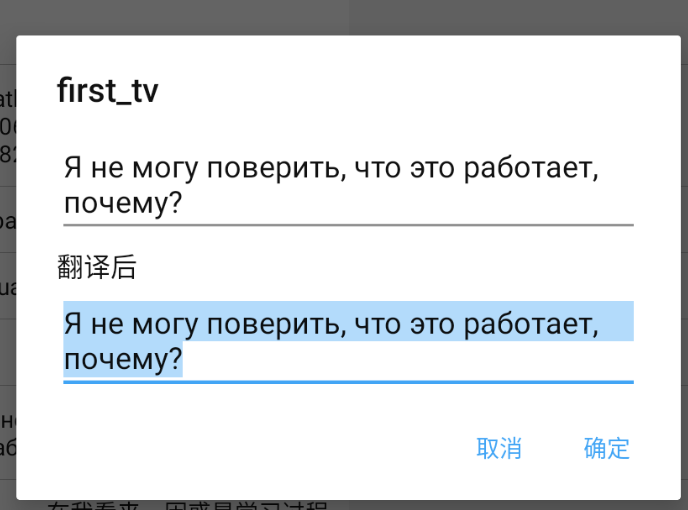 first_tv
Я не могу поверить, что это работает,
почему?
翻译后
Я не могу поверить, что это работает,
почему?
取消 确定